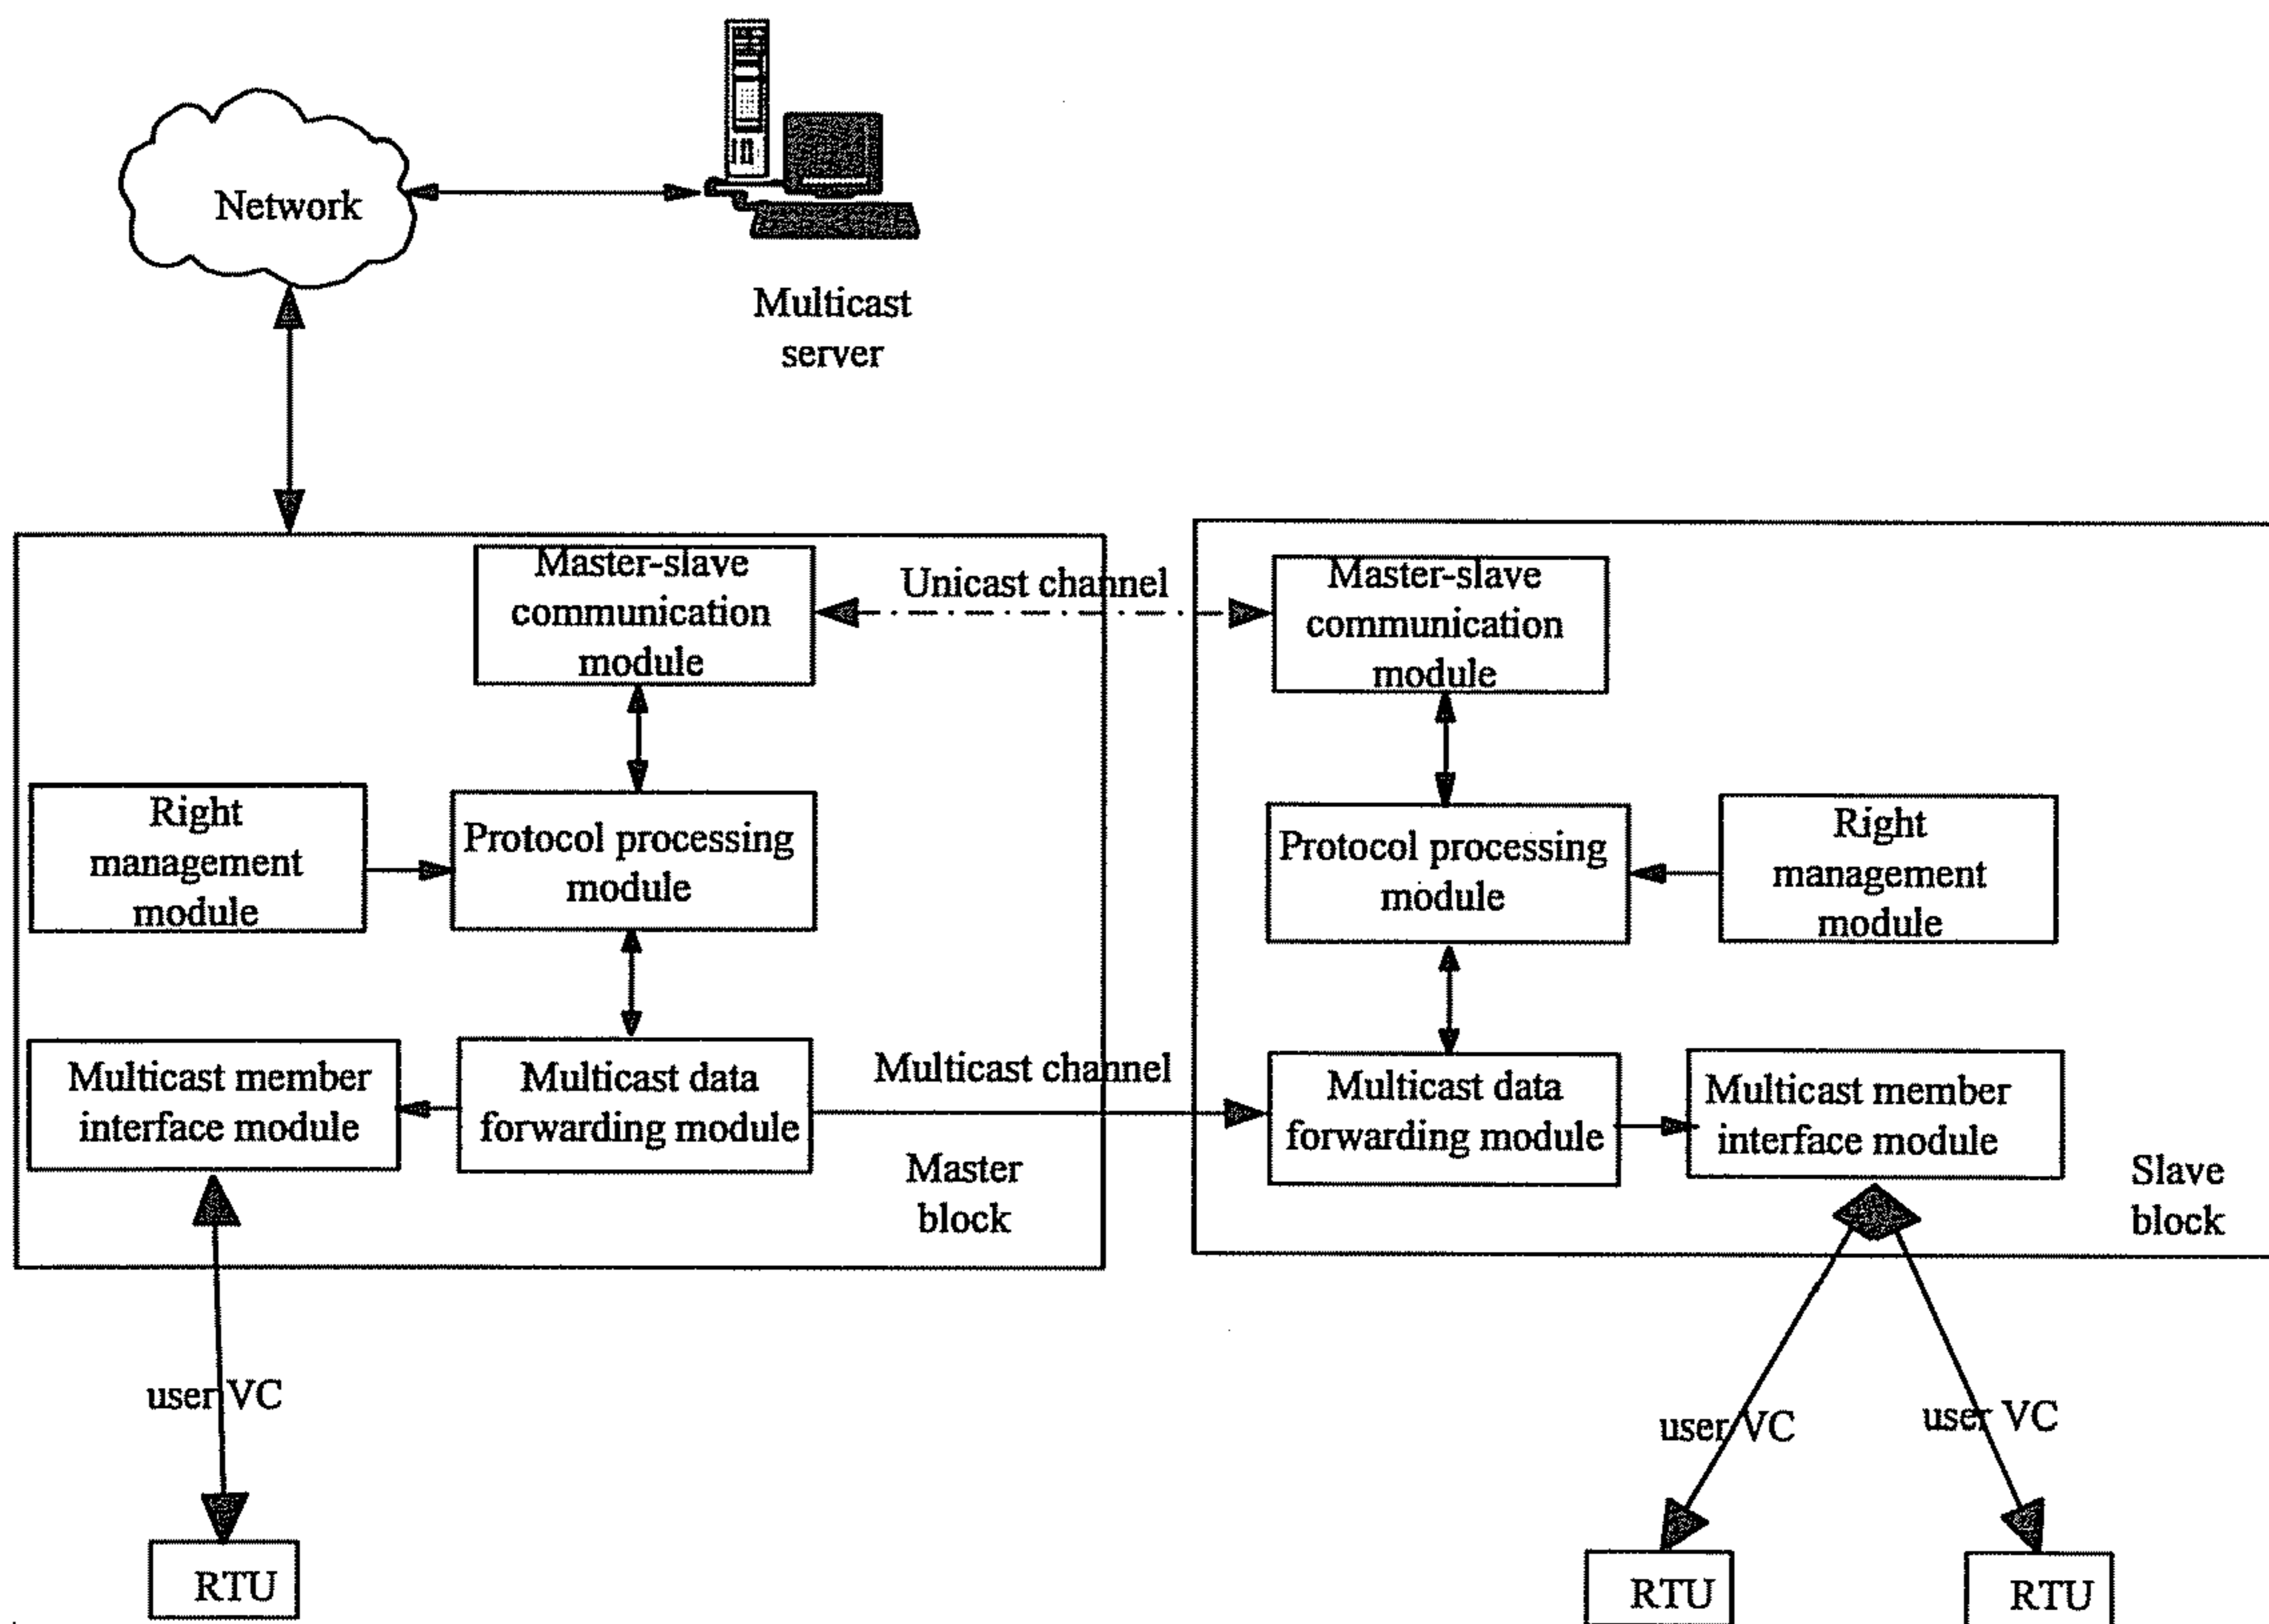 Network
Multicast
server
Master-slave
communication
module
Unicast channel
Master-slave
communication
module
Right
management
module
Protocol processing
module
Protocol processing
module
Right
management
module
Multicast member
interface module
Multicast data
forwarding module
Multicast channel
Multicast data
forwarding module
Multicast member
interface module
Master
block
Slave
block
user VC
user VC
user VC
RTU
RTU
RTU